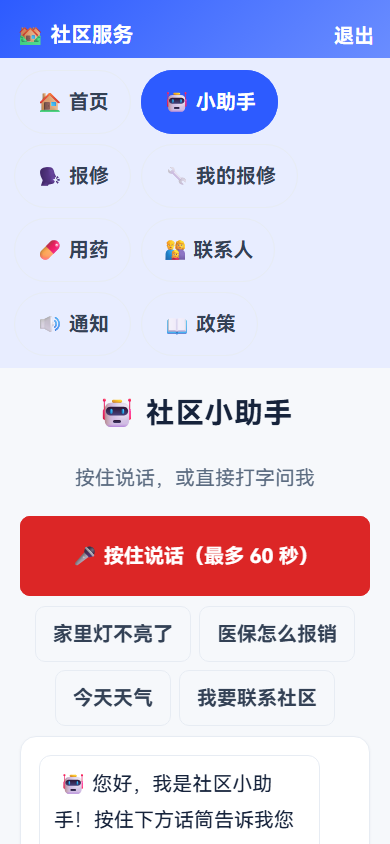 社区服务 退出
首页 小助手
报修 我的报修
用药 联系人
通知 政策
社区小助手
按住说话，或直接打字问我
按住说话（最多 60 秒）
家里灯不亮了 医保怎么报销
今天天气 我要联系社区
您好，我是社区小助
手！按住下方话筒告诉我您